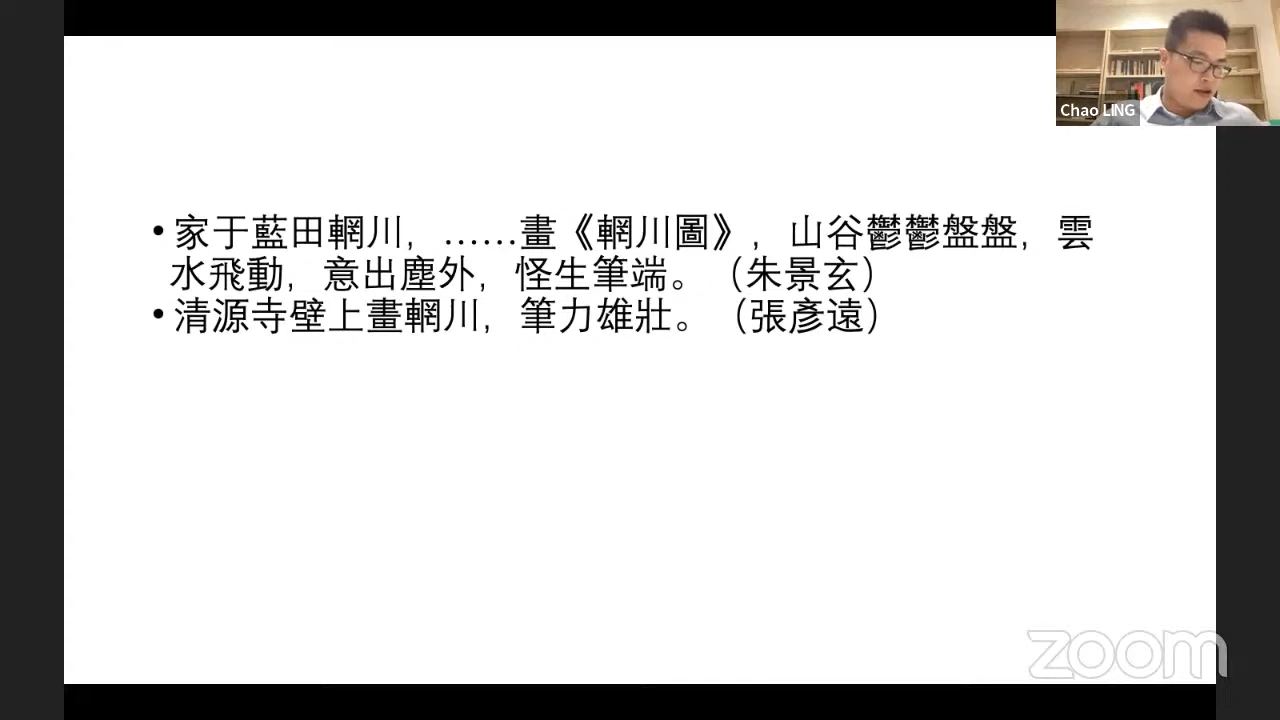 Chao LING
• 家于藍田輞川，……畫《輞川圖》，山谷鬱鬱盤盤，雲
水飛動，意出塵外，怪生筆端。（朱景玄）
• 清源寺壁上畫輞川，筆力雄壯。（張彥遠）
zoom